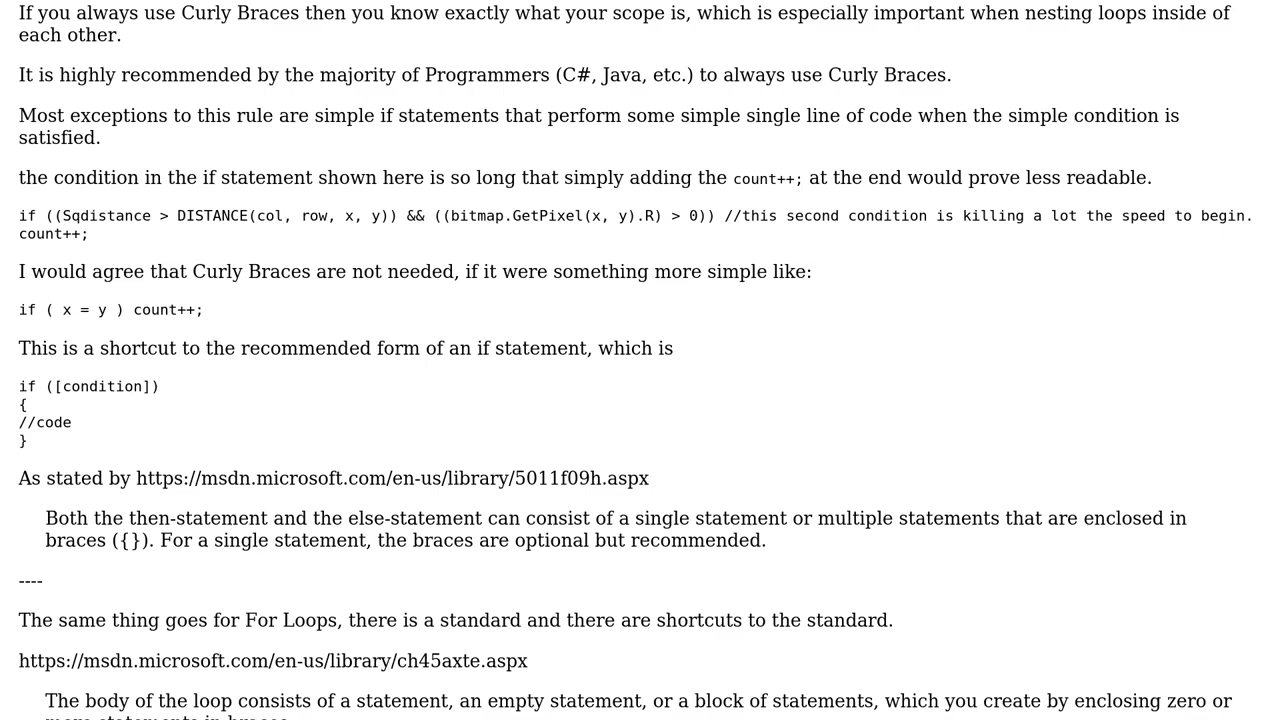 If you always use Curly Braces then you know exactly what your scope is, which is especially important when nesting loops inside of
each other.
It is highly recommended by the majority of Programmers (C#, Java, etc.) to always use Curly Braces.
Most exceptions to this rule are simple if statements that perform some simple single line of code when the simple condition is
satisfied.
the condition in the if statement shown here is so long that simply adding the count++; at the end would prove less readable.
if ((Sqdistance > DISTANCE(col, row, x, y)) && ((bitmap.GetPixel(x, y).R) > 0)) //this second condition is killing a lot the speed to begin.
count++;
I would agree that Curly Braces are not needed, if it were something more simple like:
if ( x = y ) count++;
This is a shortcut to the recommended form of an if statement, which is
if ([condition])
{
//code
}
As stated by https://msdn.microsoft.com/en-us/library/5011f09h.aspx
Both the then-statement and the else-statement can consist of a single statement or multiple statements that are enclosed in
braces ({}). For a single statement, the braces are optional but recommended.
----
The same thing goes for For Loops, there is a standard and there are shortcuts to the standard.
https://msdn.microsoft.com/en-us/library/ch45axte.aspx
The body of the loop consists of a statement, an empty statement, or a block of statements, which you create by enclosing zero or
more statements in braces.